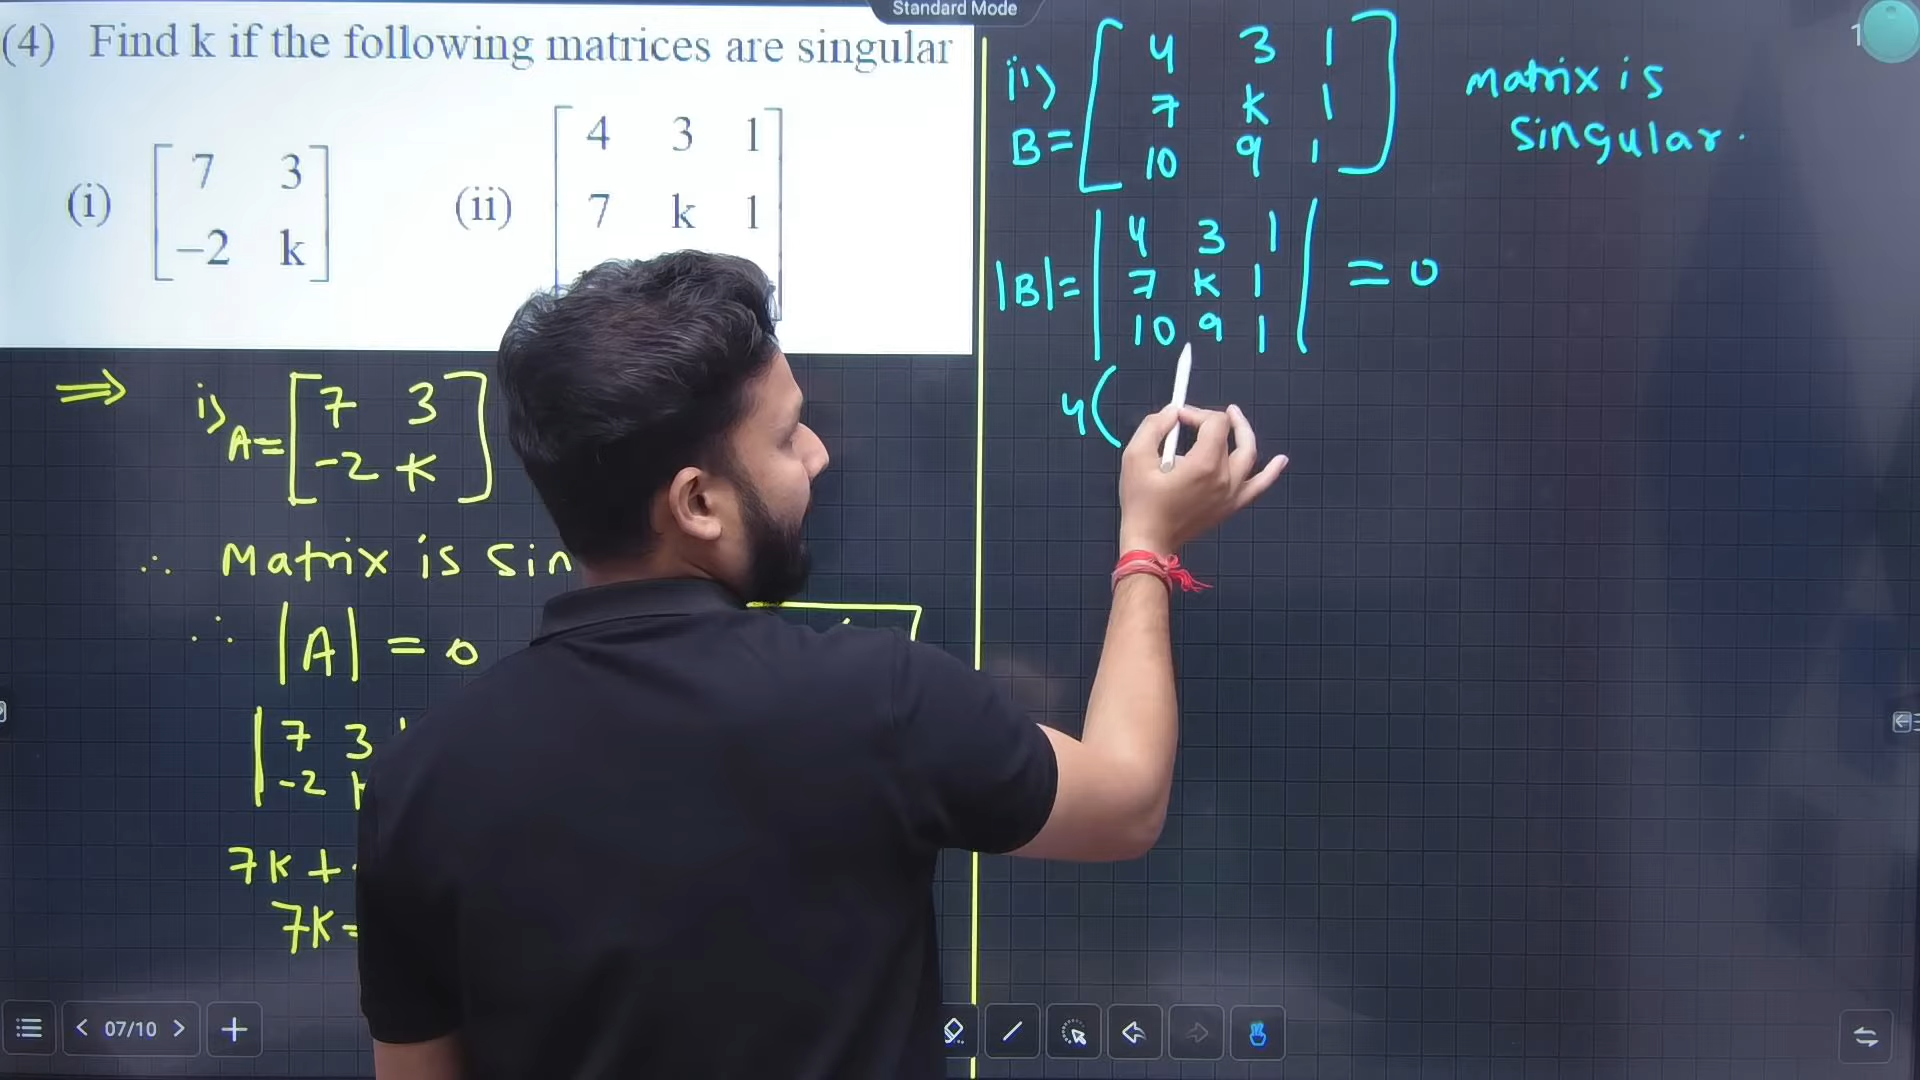 Standard Mode
(4) Find k if the following matrices are singular
(i) 7 3
−2 k
(ii) 4 3 1
7 k 1
⇒ i) A = 7 3
-2 k
∴ Matrix is Sin
∴ |A| = 0
7 3
-2
7k +
7k =
ii) B = 4 3 1
7 k 1
10 9 1
Matrix is
Singular.
|B| = 4 3 1
7 k 1
10 9 1
= 0
4(
07/10